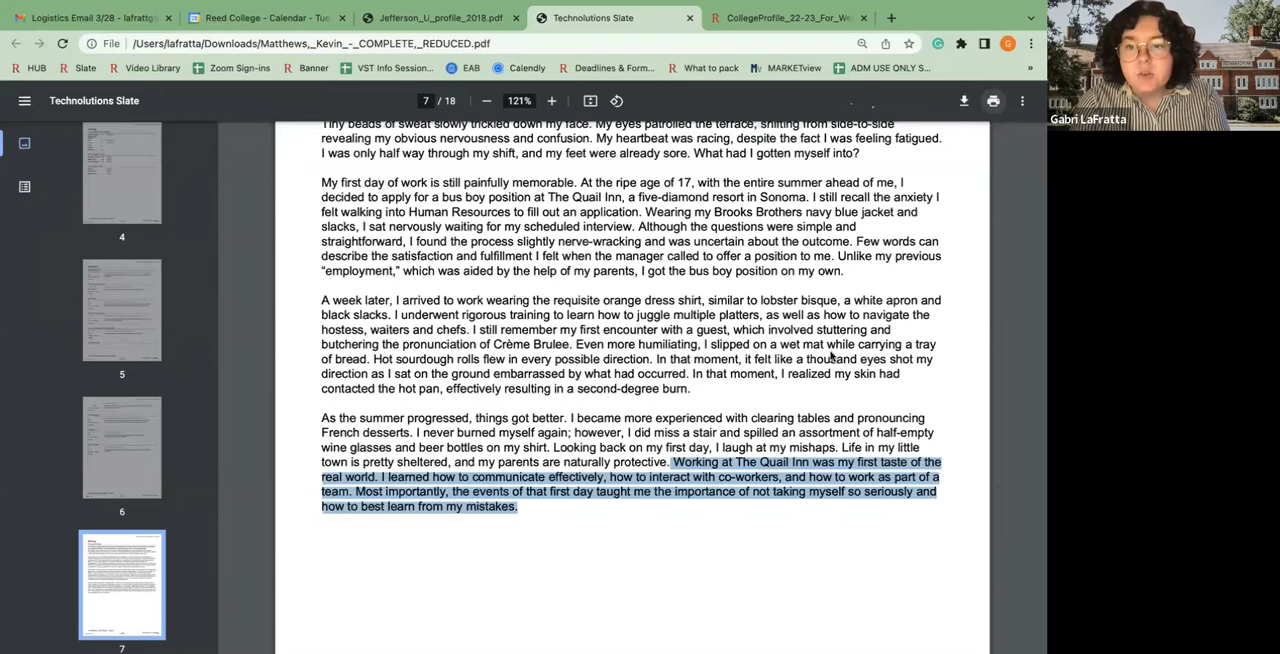 Logistics Email 3/28 - lafrattg
Reed College - Calendar - Tue
Jefferson_U_profile_2018.pdf
Technolutions Slate
CollegeProfile_22-23_For_We
File
/Users/lafratta/Downloads/Matthews,_Kevin_-_COMPLETE,_REDUCED.pdf
G
HUB
Slate
Video Library
Zoom Sign-ins
Banner
VST Info Session...
EAB
Calendly
Deadlines & Form...
What to pack
MARKETview
ADM USE ONLY S...
Technolutions Slate
7 / 18
121%
Gabri LaFratta
revealing my obvious nervousness and confusion. My heartbeat was racing, despite the fact I was feeling fatigued.
I was only half way through my shift, and my feet were already sore. What had I gotten myself into?
My first day of work is still painfully memorable. At the ripe age of 17, with the entire summer ahead of me, I
decided to apply for a bus boy position at The Quail Inn, a five-diamond resort in Sonoma. I still recall the anxiety I
felt walking into Human Resources to fill out an application. Wearing my Brooks Brothers navy blue jacket and
slacks, I sat nervously waiting for my scheduled interview. Although the questions were simple and
straightforward, I found the process slightly nerve-wracking and was uncertain about the outcome. Few words can
describe the satisfaction and fulfillment I felt when the manager called to offer a position to me. Unlike my previous
“employment,” which was aided by the help of my parents, I got the bus boy position on my own.
A week later, I arrived to work wearing the requisite orange dress shirt, similar to lobster bisque, a white apron and
black slacks. I underwent rigorous training to learn how to juggle multiple platters, as well as how to navigate the
hostess, waiters and chefs. I still remember my first encounter with a guest, which involved stuttering and
butchering the pronunciation of Crème Brulee. Even more humiliating, I slipped on a wet mat while carrying a tray
of bread. Hot sourdough rolls flew in every possible direction. In that moment, it felt like a thousand eyes shot my
direction as I sat on the ground embarrassed by what had occurred. In that moment, I realized my skin had
contacted the hot pan, effectively resulting in a second-degree burn.
As the summer progressed, things got better. I became more experienced with clearing tables and pronouncing
French desserts. I never burned myself again; however, I did miss a stair and spilled an assortment of half-empty
wine glasses and beer bottles on my shirt. Looking back on my first day, I laugh at my mishaps. Life in my little
town is pretty sheltered, and my parents are naturally protective. Working at The Quail Inn was my first taste of the
real world. I learned how to communicate effectively, how to interact with co-workers, and how to work as part of a
team. Most importantly, the events of that first day taught me the importance of not taking myself so seriously and
how to best learn from my mistakes.
4
5
6
7